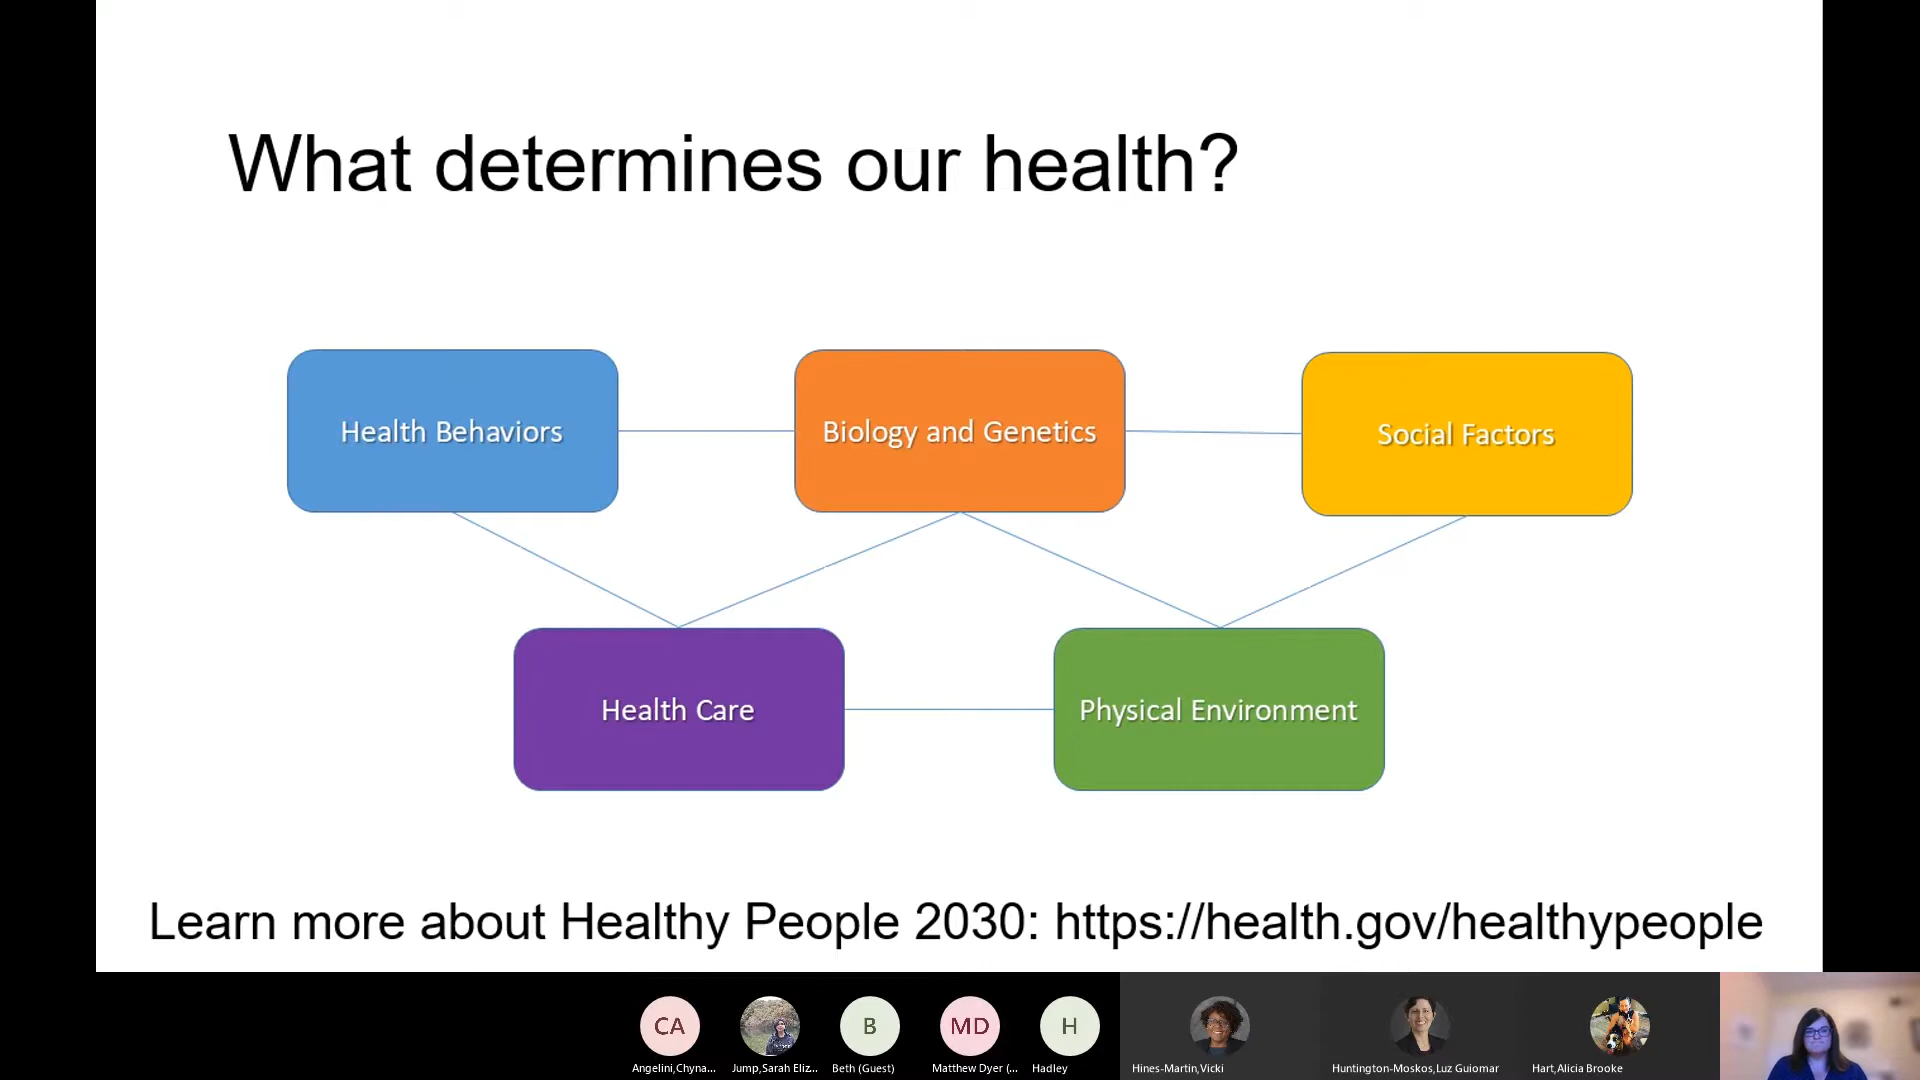 What determines our health?
Health Behaviors
Biology and Genetics
Social Factors
Health Care
Physical Environment
Learn more about Healthy People 2030: https://health.gov/healthypeople
CA
B
MD
H
Angelini,Chyna...
Jump,Sarah Eliz...
Beth (Guest)
Matthew Dyer (...
Hadley
Hines-Martin,Vicki
Huntington-Moskos,Luz Guiomar
Hart,Alicia Brooke